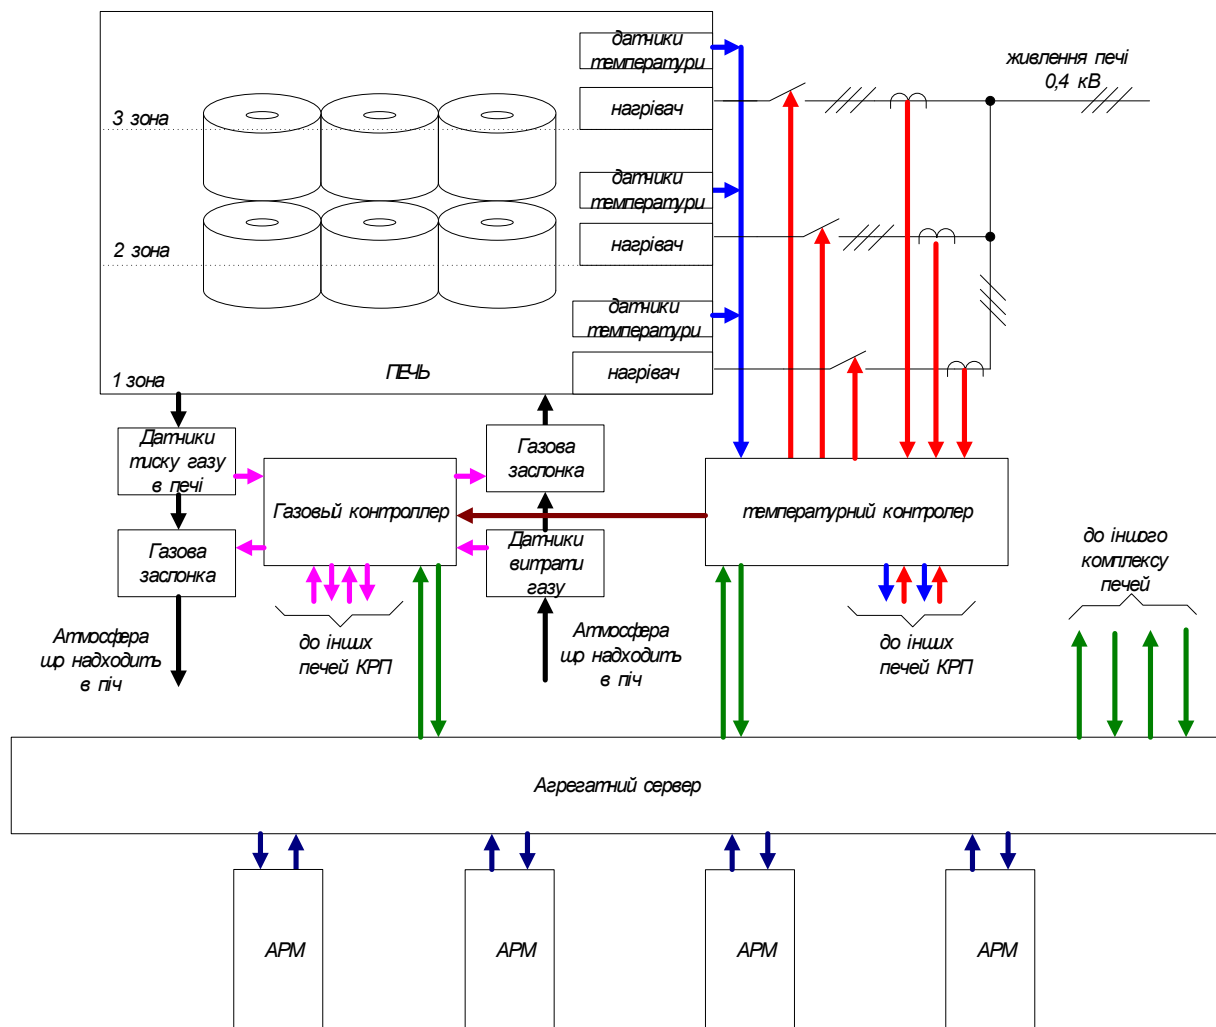 датчики
температури
живлення печі
0,4 кВ
нагрівач
3 зона
датчики
температури
нагрівач
2 зона
датчики
температури
нагрівач
ПЕЧЬ
1 зона
Датчики
тиску газу
в печі
Газова
заслонка
Газовый контроллер
температурний контролер
Газова
заслонка
Датчики
витрати
газу
до іншого
комплексу
печей
Атмосфера
що надходить
в піч
до інших
печей КРП
Атмосфера
що надходить
в піч
до інших
печей КРП
Агрегатний сервер
АРМ
АРМ
АРМ
АРМ